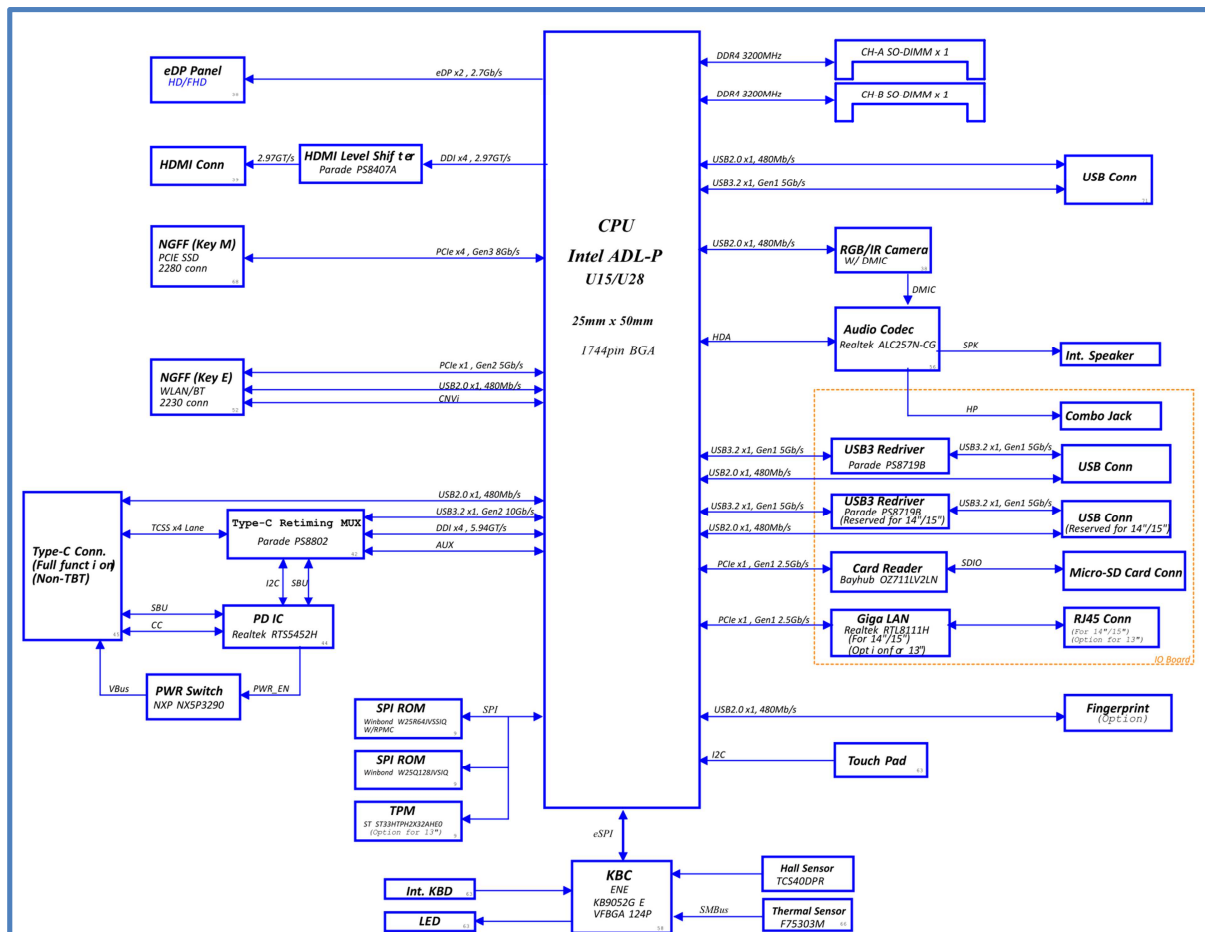 eDP Panel
HD/FHD
eDP x2 , 2.7Gb/s
HDMI Conn
2.97GT/s
HDMI Level Shif t er
Parade PS8407A
DDI x4 , 2.97GT/s
NGFF (Key M)
PCIE SSD
2280 conn
PCIe x4 , Gen3 8Gb/s
NGFF (Key E)
WLAN/BT
2230 conn
52
PCIe x1 , Gen2 5Gb/s
USB2.0 x1, 480Mb/s
CNVi
Type-C Conn.
(Full funct i on)
(Non-TBT)
USB2.0 x1, 480Mb/s
TCSS x4 Lane
Type-C Retiming MUX
Parade PS8802
42
USB3.2 x1, Gen2 10Gb/s
DDI x4 , 5.94GT/s
AUX
I2C
SBU
SBU
CC
PD IC
Realtek RTS5452H
44
VBus
PWR Switch
NXP NX5P3290
PWR_EN
SPI ROM
Winbond W25R64JVSSIQ
W/RPMC
SPI
SPI ROM
Winbond W25Q128JVSIQ
TPM
ST ST33HTPH2X32AHE0
(Option for 13")
CPU
Intel ADL-P
U15/U28
25mm x 50mm
1744pin BGA
eSPI
Int. KBD
LED
KBC
ENE
KB9052G E
VFBGA 124P
58
Hall Sensor
TCS40DPR
SMBus
Thermal Sensor
F75303M
66
DDR4 3200MHz
CH-A SO-DIMM x 1
DDR4 3200MHz
CH-B SO-DIMM x 1
USB2.0 x1, 480Mb/s
USB3.2 x1, Gen1 5Gb/s
USB Conn
USB2.0 x1, 480Mb/s
RGB/IR Camera
W/ DMIC
DMIC
HDA
Audio Codec
Realtek ALC257N-CG
56
SPK
Int. Speaker
HP
Combo Jack
USB3.2 x1, Gen1 5Gb/s
USB3 Redriver
Parade PS8719B
USB3.2 x1, Gen1 5Gb/s
USB Conn
USB2.0 x1, 480Mb/s
USB3.2 x1, Gen1 5Gb/s
USB3 Redriver
Parade PS8719B
(Reserved for 14"/15")
USB3.2 x1, Gen1 5Gb/s
USB Conn
(Reserved for 14"/15")
USB2.0 x1, 480Mb/s
PCIe x1 , Gen1 2.5Gb/s
Card Reader
Bayhub OZ711LV2LN
SDIO
Micro-SD Card Conn
PCIe x1 , Gen1 2.5Gb/s
Giga LAN
Realtek RTL8111H
(For 14"/15")
(Opt i onf or 13")
RJ45 Conn
(For 14"/15")
(Option for 13")
IO Board
USB2.0 x1, 480Mb/s
Fingerprint
(Option)
I2C
Touch Pad